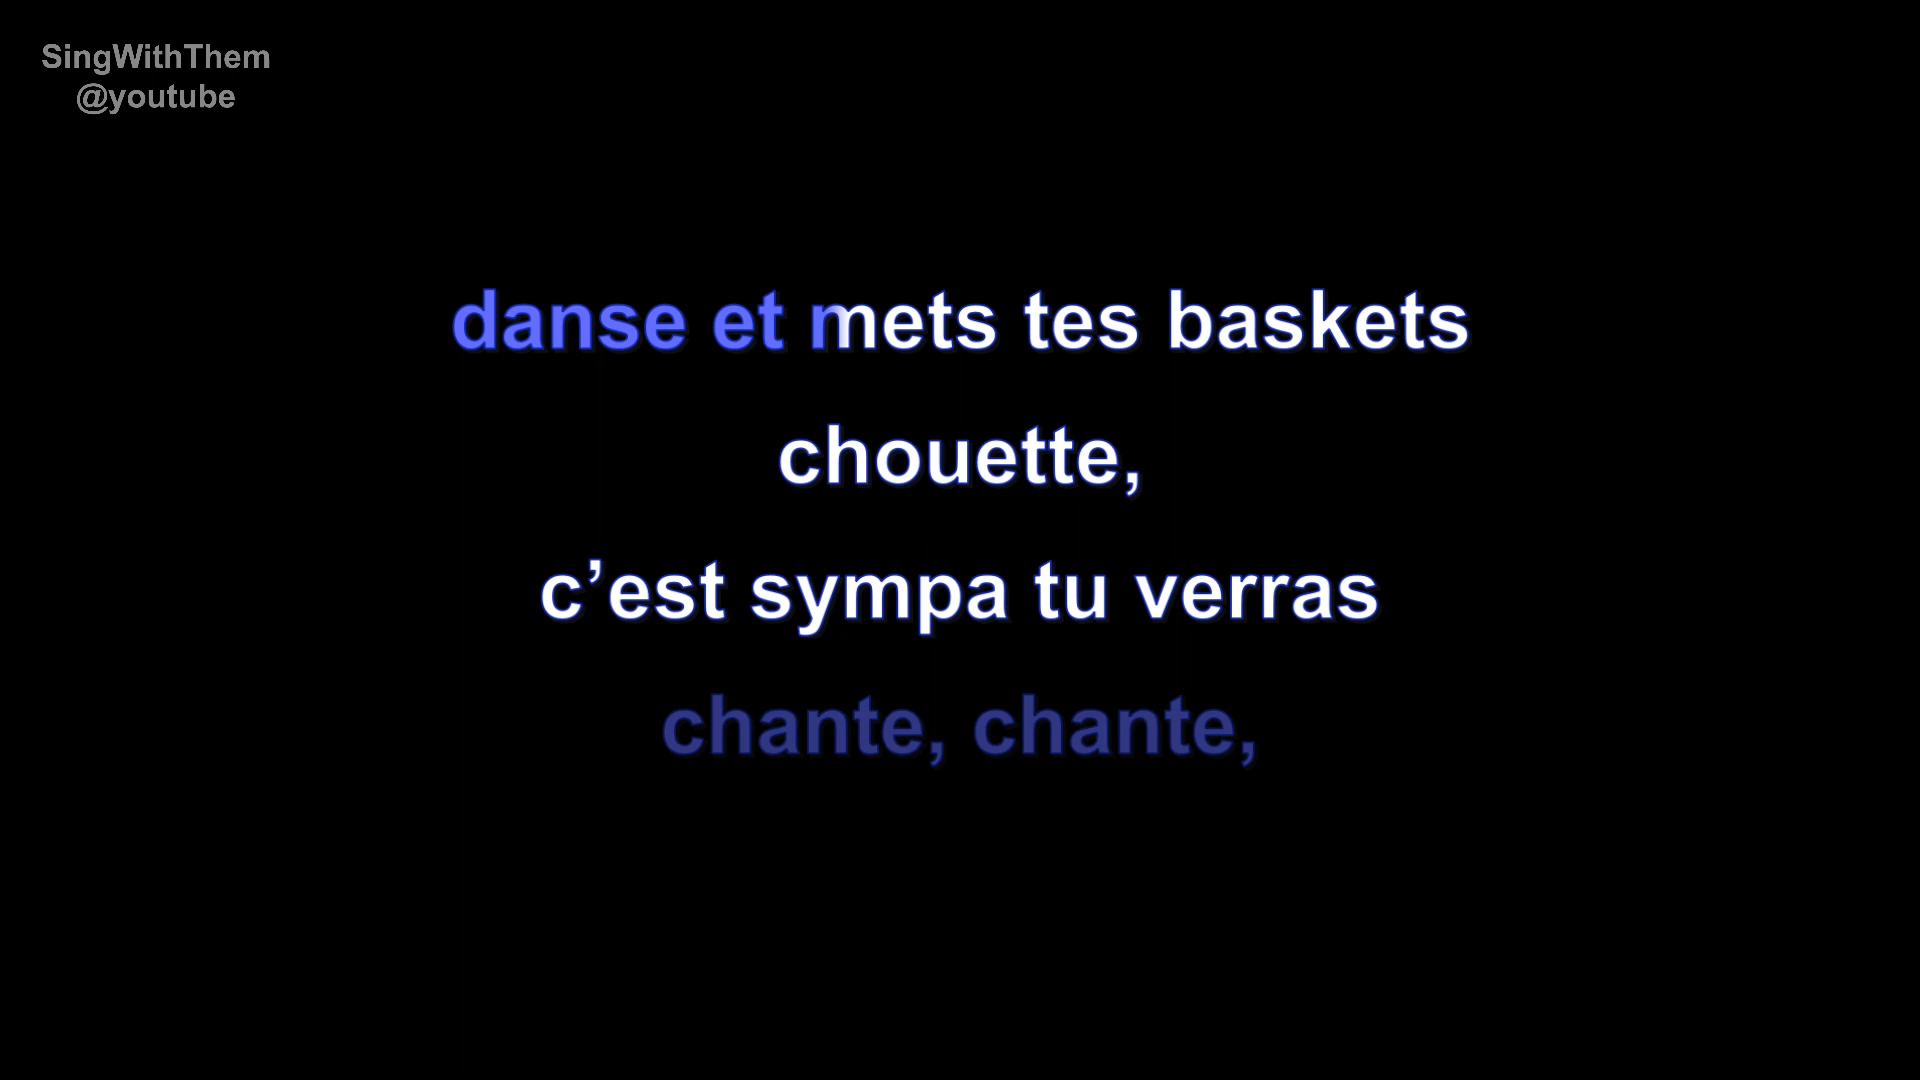 SingWithThem
@youtube
danse et mets tes baskets
chouette,
c’est sympa tu verras
chante, chante,